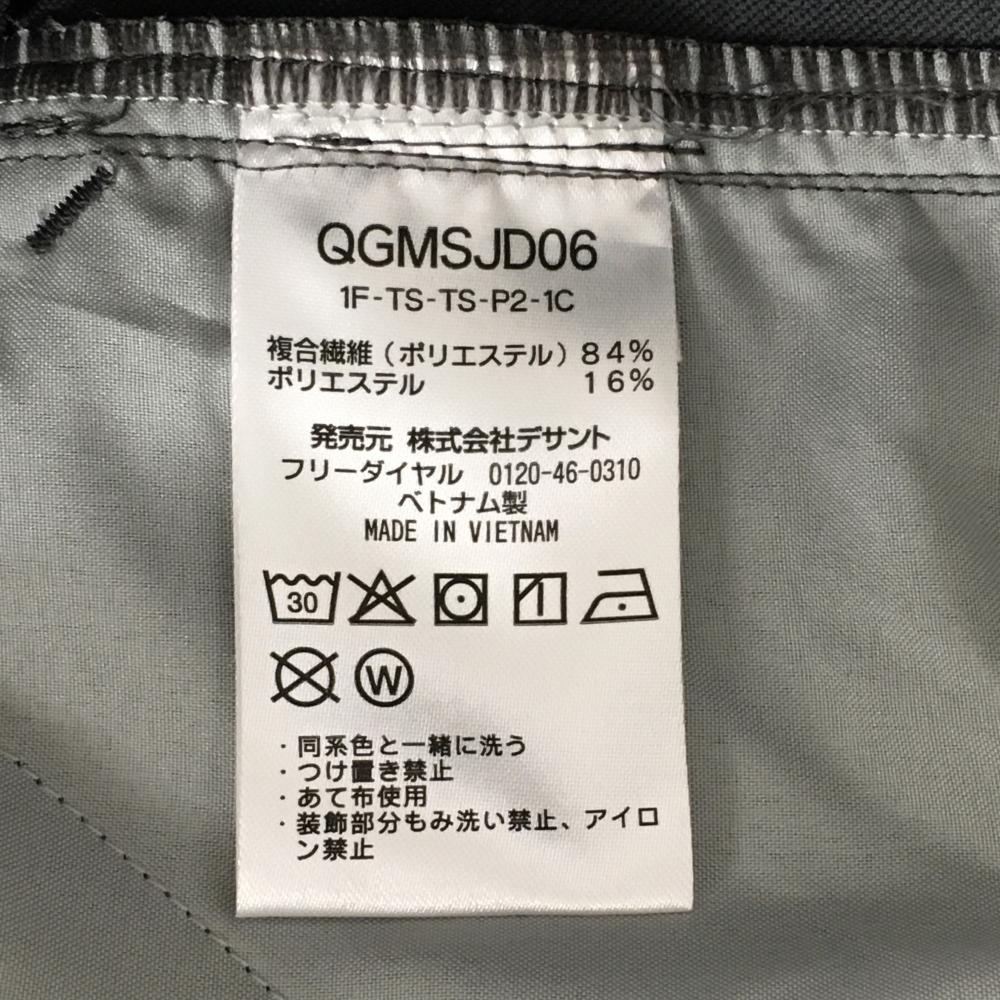 QGMSJD06
1F-TS-TS-P2-1C
複合繊維（ポリエステル）84%
ポリエステル 16%
発売元 株式会社デサント
フリーダイヤル 0120-46-0310
ベトナム製
MADE IN VIETNAM
30
W
・同系色と一緒に洗う
・つけ置き禁止
・あて布使用
・装飾部分もみ洗い禁止、アイロ
ン禁止